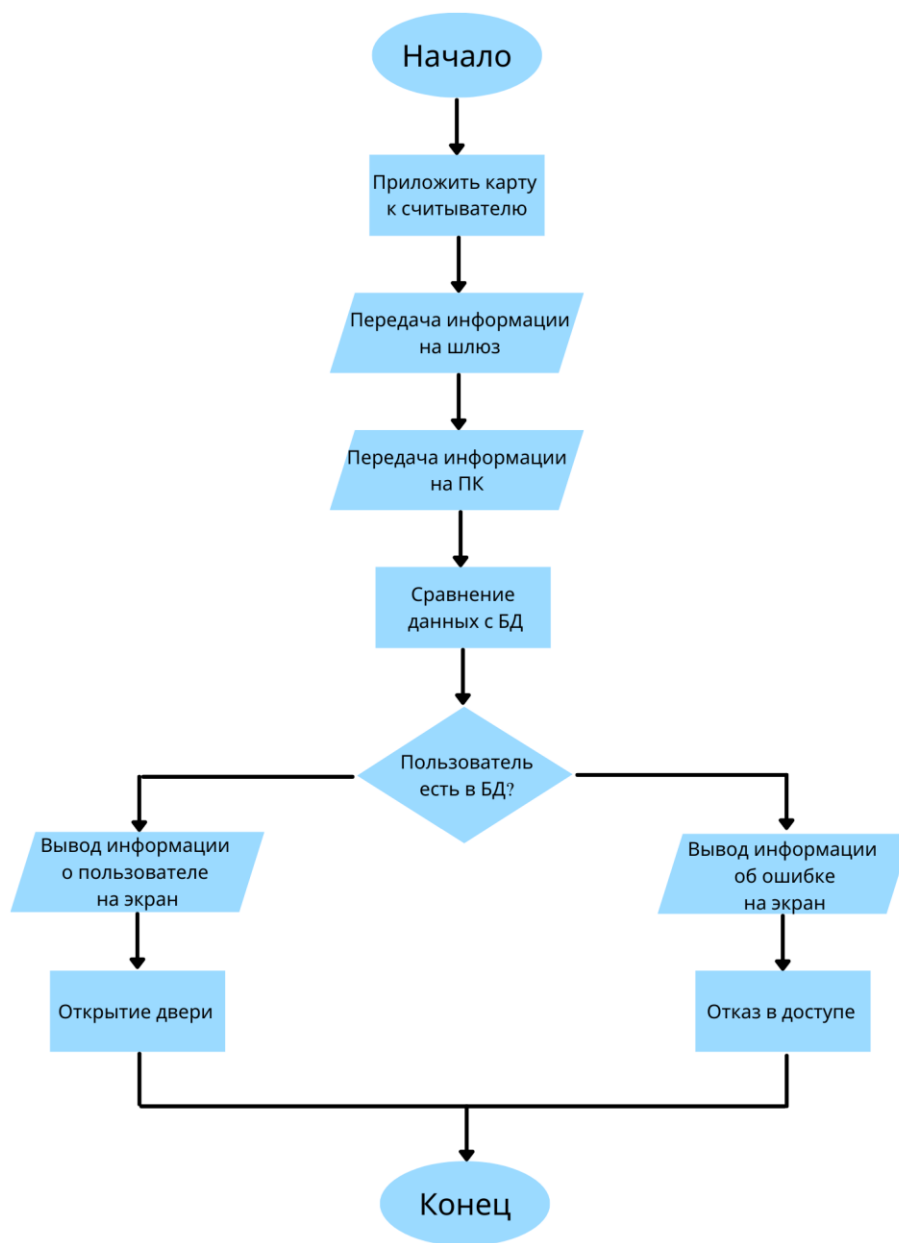 Начало
Приложить карту
к считывателю
Передача информации
на шлюз
Передача информации
на ПК
Сравнение
данных с БД
Пользователь
есть в БД?
Вывод информации
о пользователе
на экран
Вывод информации
об ошибке
на экран
Открытие двери
Отказ в доступе
Конец